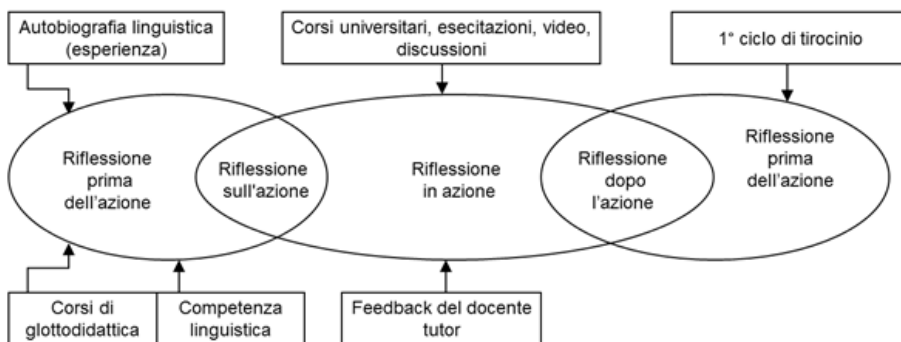 Autobiografia linguistica
(esperienza)
Corsi universitari, esecitazioni, video,
discussioni
1° ciclo di tirocinio
Riflessione
prima
dell'azione
Riflessione
sull'azione
Riflessione
in azione
Riflessione
dopo
l'azione
Riflessione
prima
dell'azione
Corsi di
glottodidattica
Competenza
linguistica
Feedback del docente
tutor